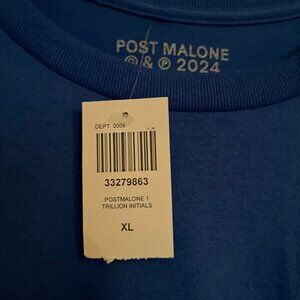 POST MALONE
© & ℗ 2024
DEPT 0009
33279863
POSTMALONE 1
TRILLION INITIALS
XL